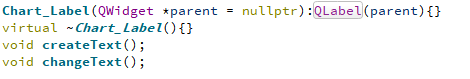 Chart_Label(QWidget *parent = nullptr):QLabel(parent){}
virtual ~Chart_Label(){}
void createText();
void changeText();